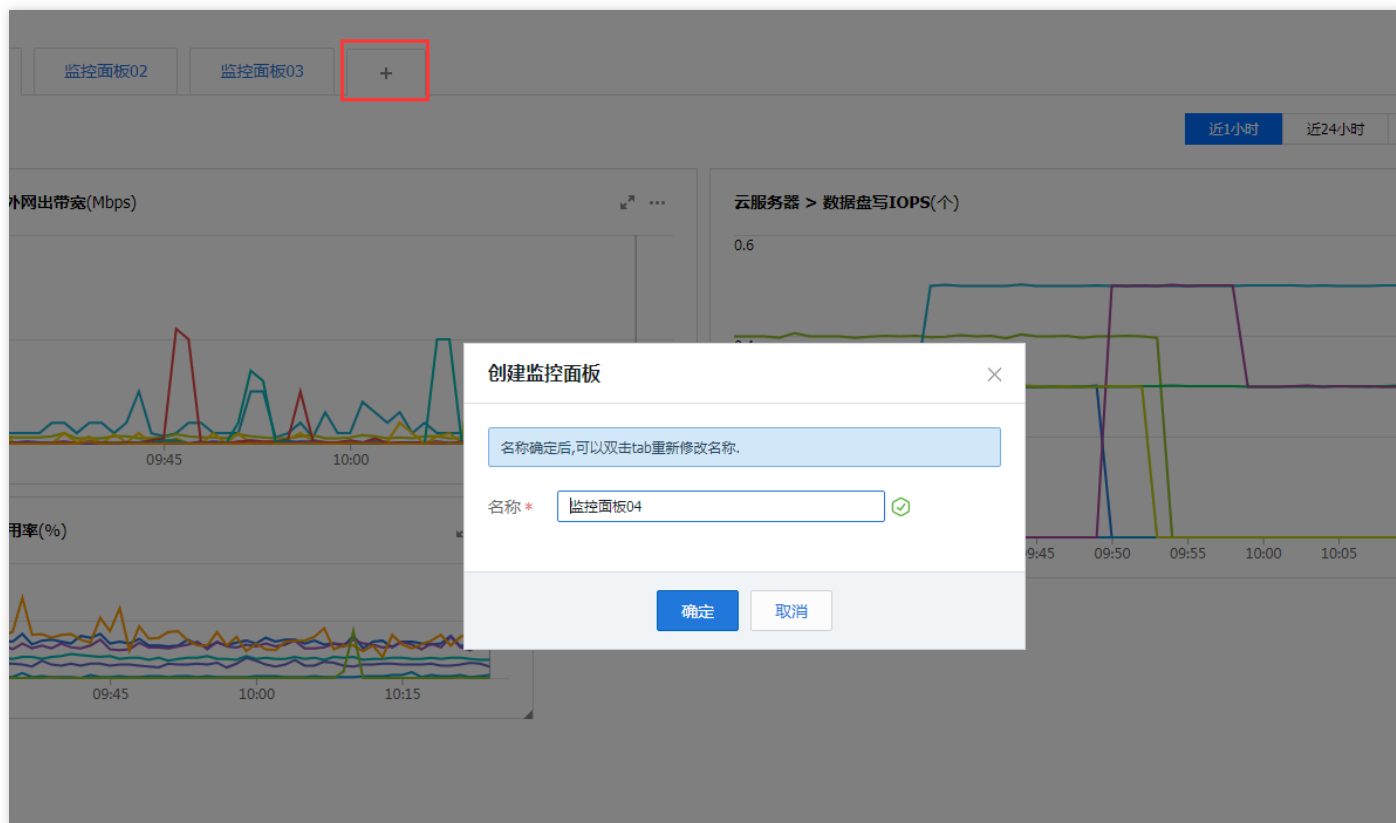 监控面板02
监控面板03
+
近1小时
近24小时
外网出带宽(Mbps)
云服务器 > 数据盘写IOPS(个)
0.6
创建监控面板
名称确定后,可以双击tab重新修改名称.
名称 *
监控面板04
确定
取消
09:45
10:00
09:45
09:50
09:55
10:00
10:05
用率(%)
09:45
10:00
10:15